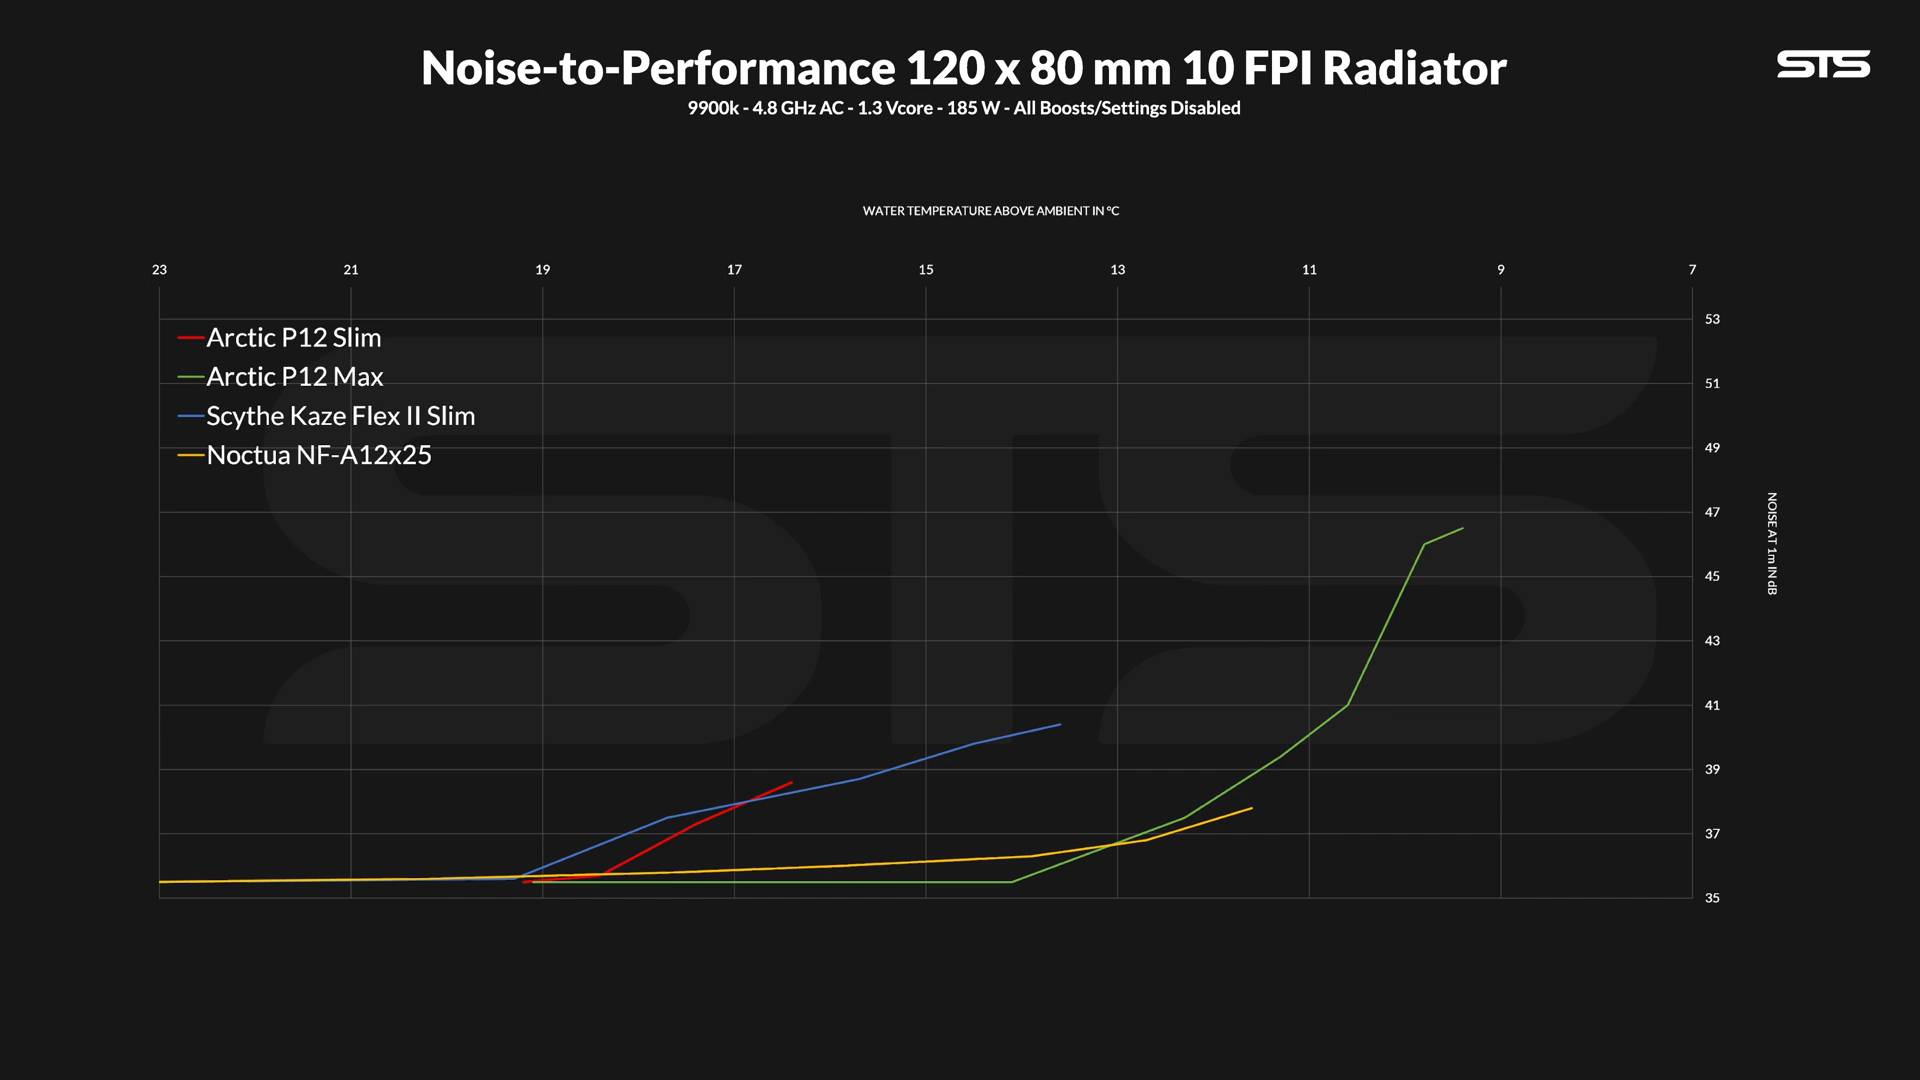 Noise-to-Performance 120 x 80 mm 10 FPI Radiator
STS
9900k - 4.8 GHz AC - 1.3 Vcore - 185 W - All Boosts/Settings Disabled
WATER TEMPERATURE ABOVE AMBIENT IN °C
23 21 19 17 15 13 11 9 7
Arctic P12 Slim
Arctic P12 Max
Scythe Kaze Flex II Slim
Noctua NF-A12x25
53
51
49
47
45
43
41
39
37
35
NOISE AT 1m IN dB
STS